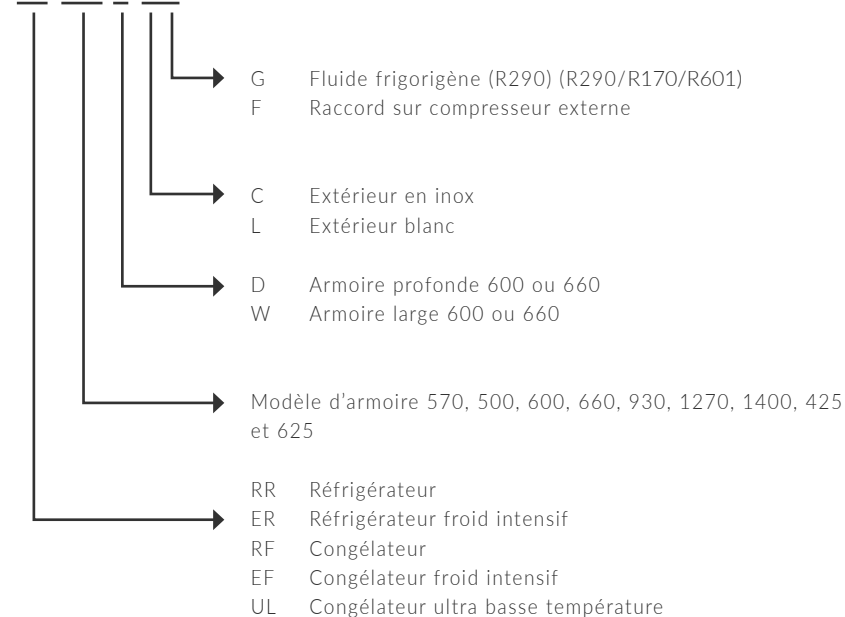 G Fluide frigorigène (R290) (R290/R170/R601)
F Raccord sur compresseur externe
C Extérieur en inox
L Extérieur blanc
D Armoire profonde 600 ou 660
W Armoire large 600 ou 660
Modèle d'armoire 570, 500, 600, 660, 930, 1270, 1400, 425
et 625
RR Réfrigérateur
ER Réfrigérateur froid intensif
RF Congélateur
EF Congélateur froid intensif
UL Congélateur ultra basse température